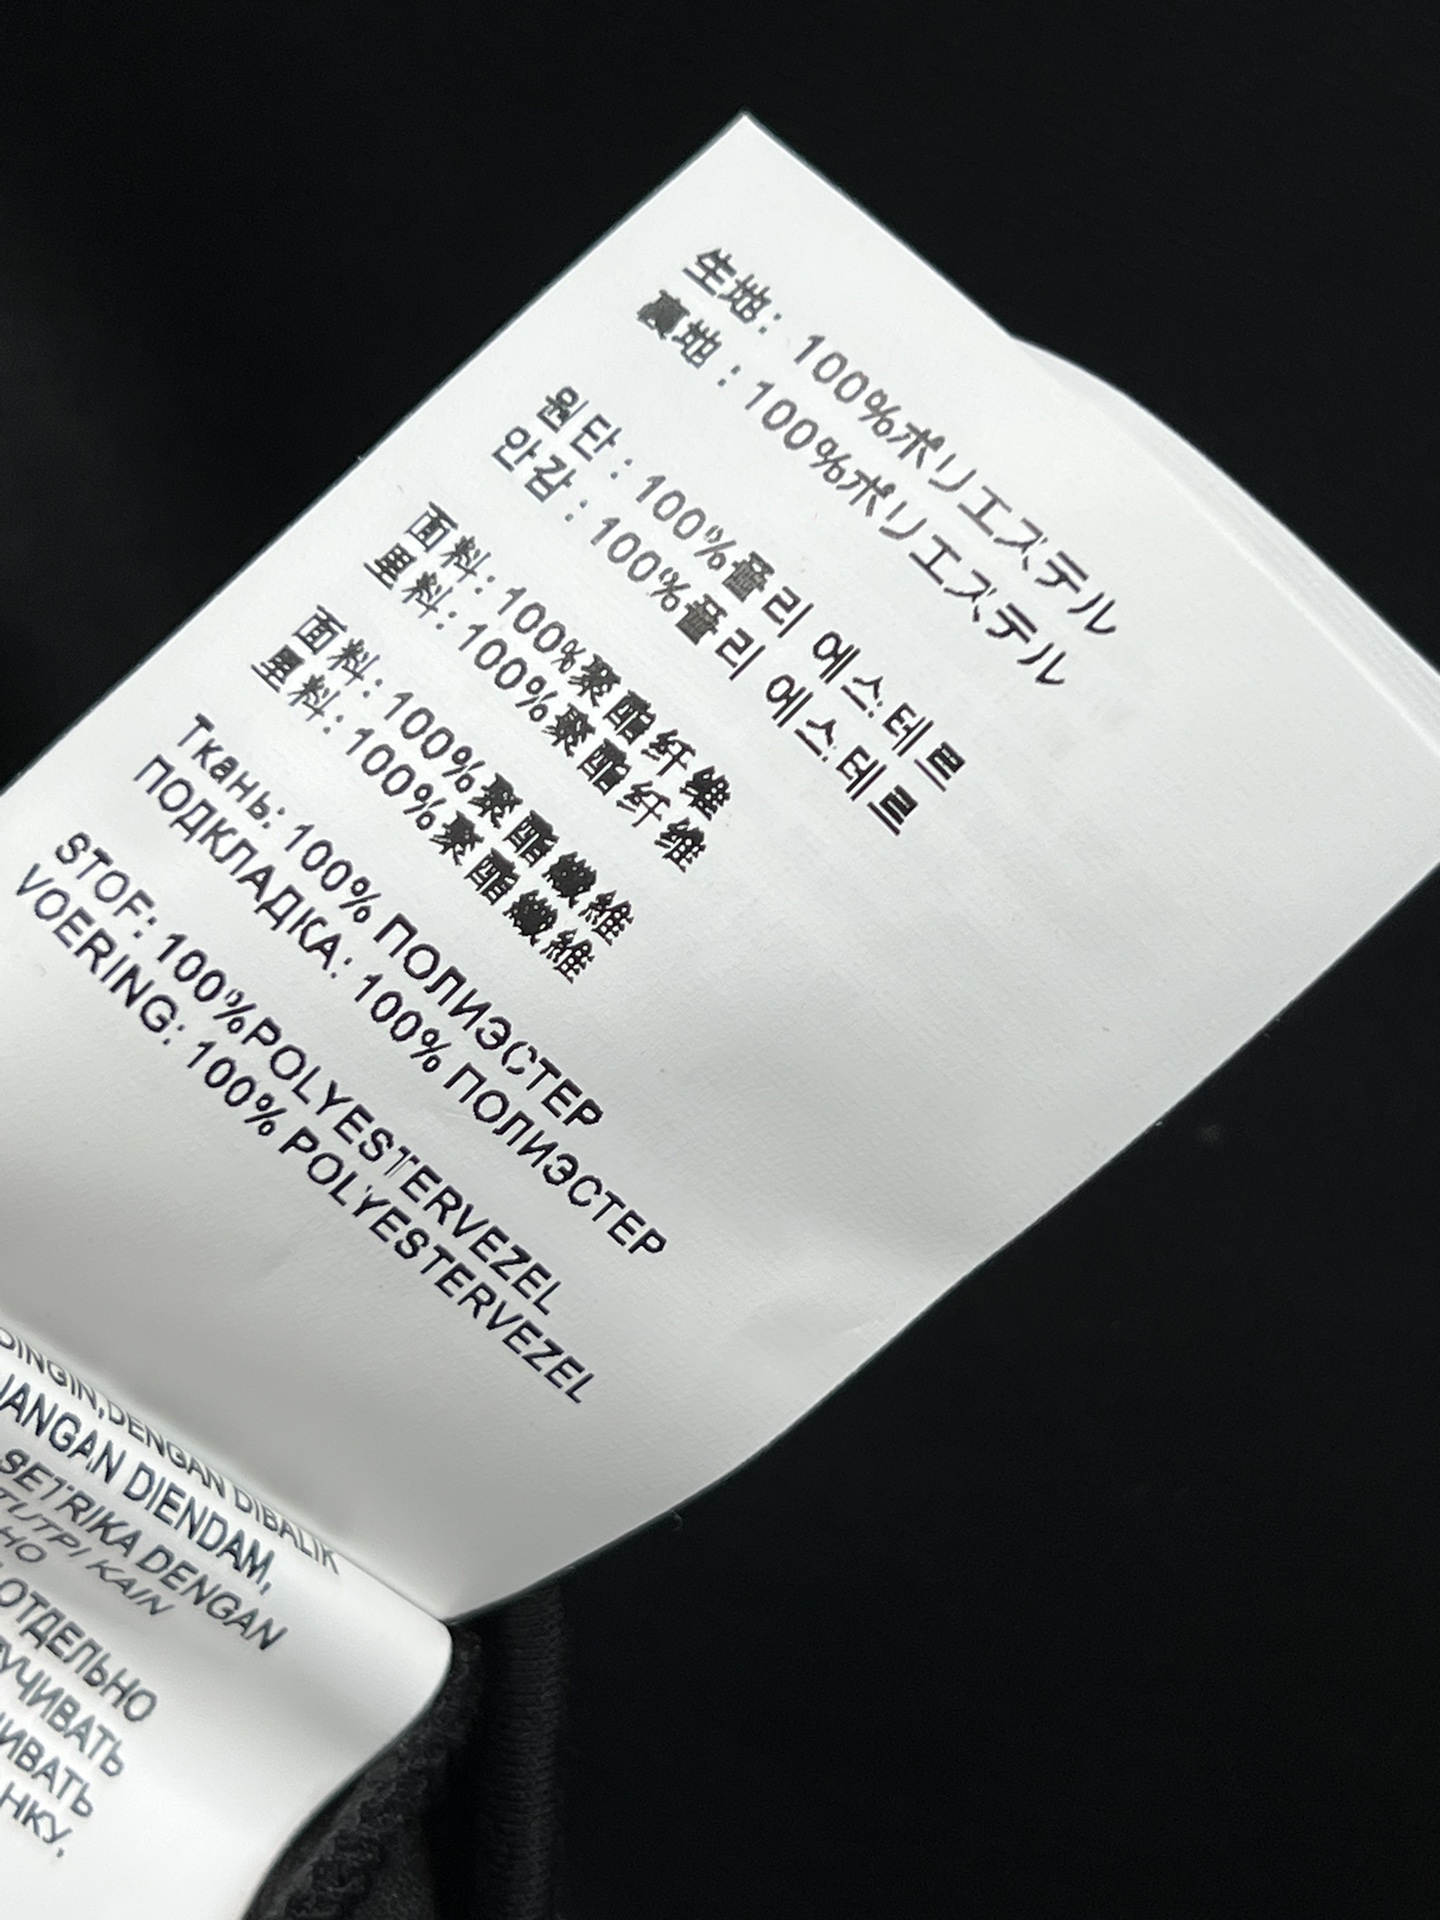 生地: 100%ポリエステル
裏地 : 100%ポリエステル
원단 : 100%폴리 에스테르
안감 : 100%폴리 에스테르
面料: 100%聚酯纤维
里料: 100%聚酯纤维
面料: 100%聚酯纖維
里料: 100%聚酯纖維
Ткань: 100% ПОЛИЭСТЕР
ПОДКЛАДКА: 100% ПОЛИЭСТЕР
STOF: 100%POLYESTERVEZEL
VOERING: 100% POLYESTERVEZEL
DINGIN,DENGAN DIBALIK
JANGAN DIENDAM,
SETRIKA DENGAN
KAIN
ОТДЕЛЬНО